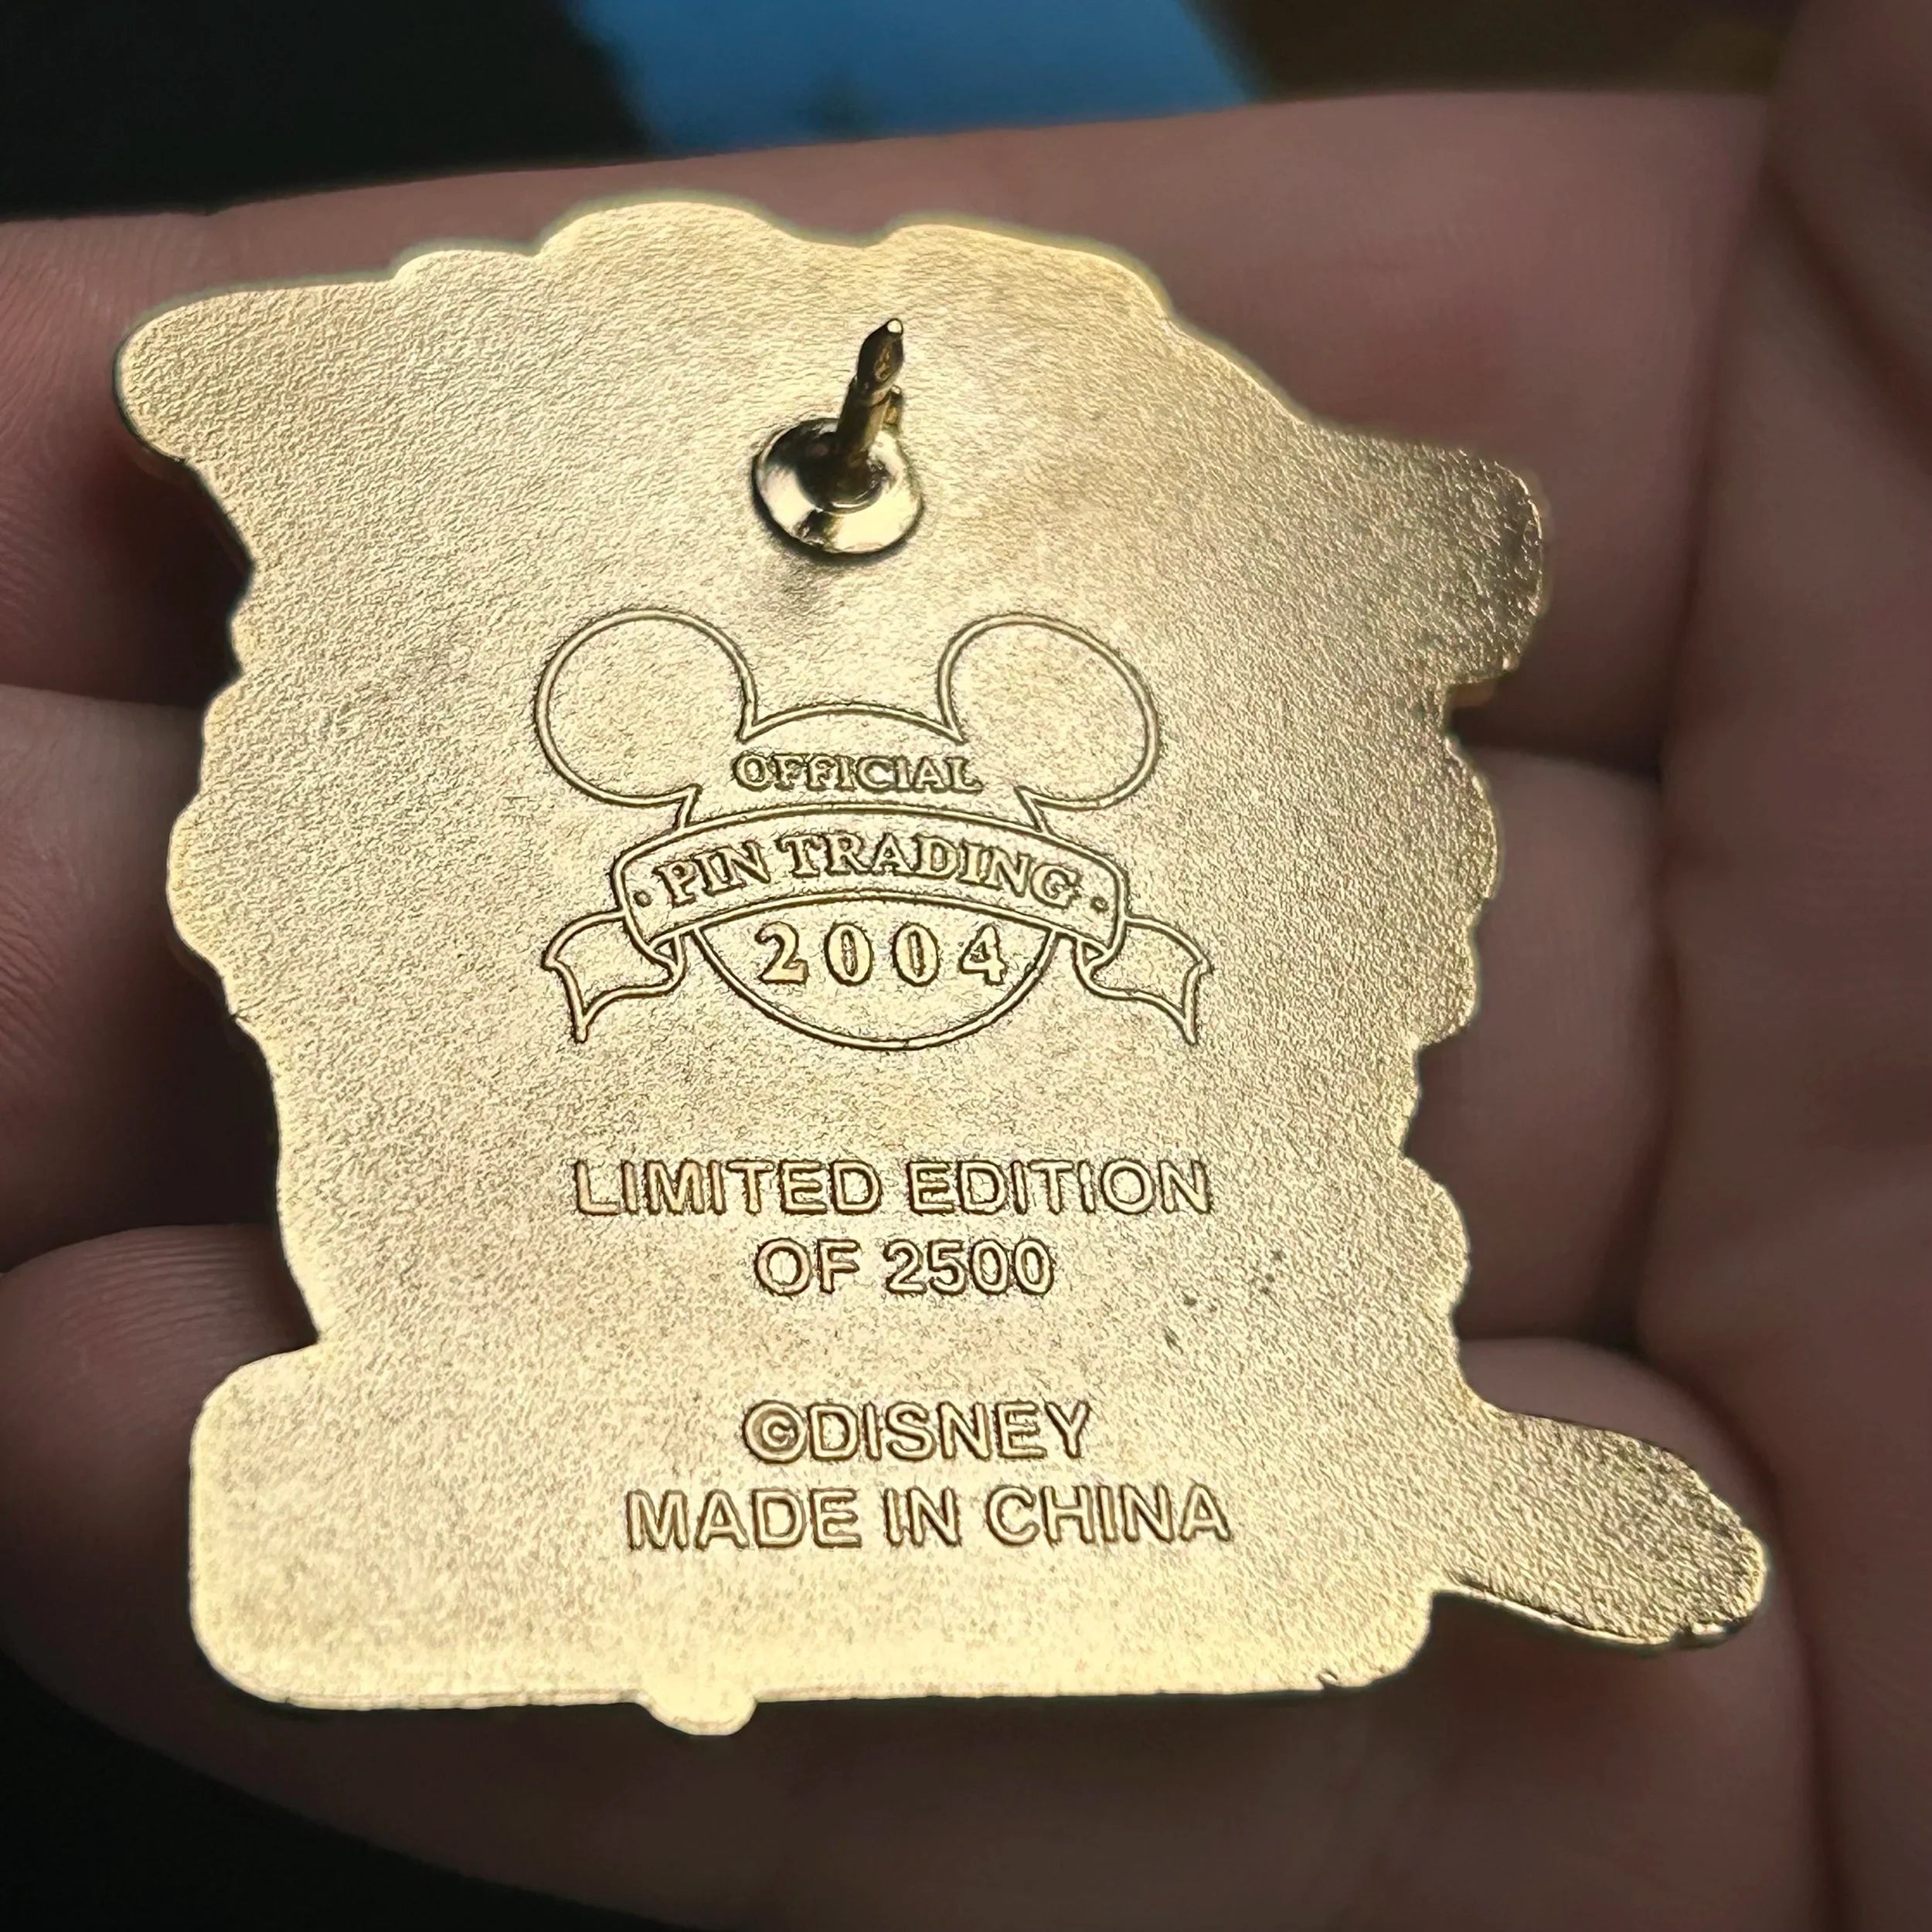 OFFICIAL
·PIN TRADING·
2004
LIMITED EDITION
OF 2500
©DISNEY
MADE IN CHINA